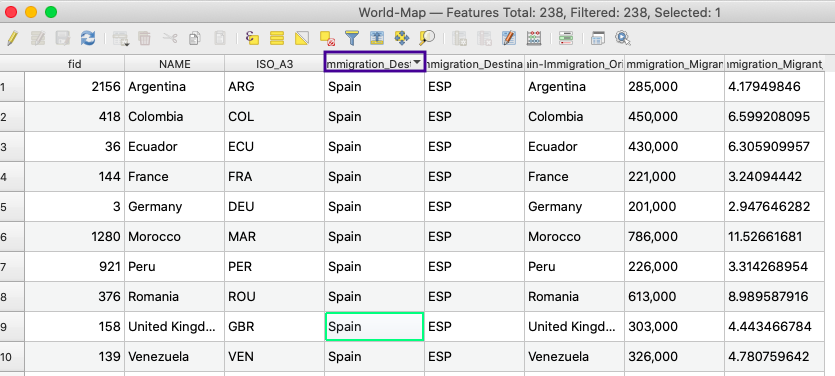 World-Map — Features Total: 238, Filtered: 238, Selected: 1
fid NAME ISO_A3 mmigration_Dest mmigration_Destina in-Immigration_Ori mmigration_Migran mmigration_Migrant_
1 2156 Argentina ARG Spain ESP Argentina 285,000 4.17949846
2 418 Colombia COL Spain ESP Colombia 450,000 6.599208095
3 36 Ecuador ECU Spain ESP Ecuador 430,000 6.305909957
4 144 France FRA Spain ESP France 221,000 3.24094442
5 3 Germany DEU Spain ESP Germany 201,000 2.947646282
6 1280 Morocco MAR Spain ESP Morocco 786,000 11.52661681
7 921 Peru PER Spain ESP Peru 226,000 3.314268954
8 376 Romania ROU Spain ESP Romania 613,000 8.989587916
9 158 United Kingd... GBR Spain ESP United Kingd... 303,000 4.443466784
10 139 Venezuela VEN Spain ESP Venezuela 326,000 4.780759642